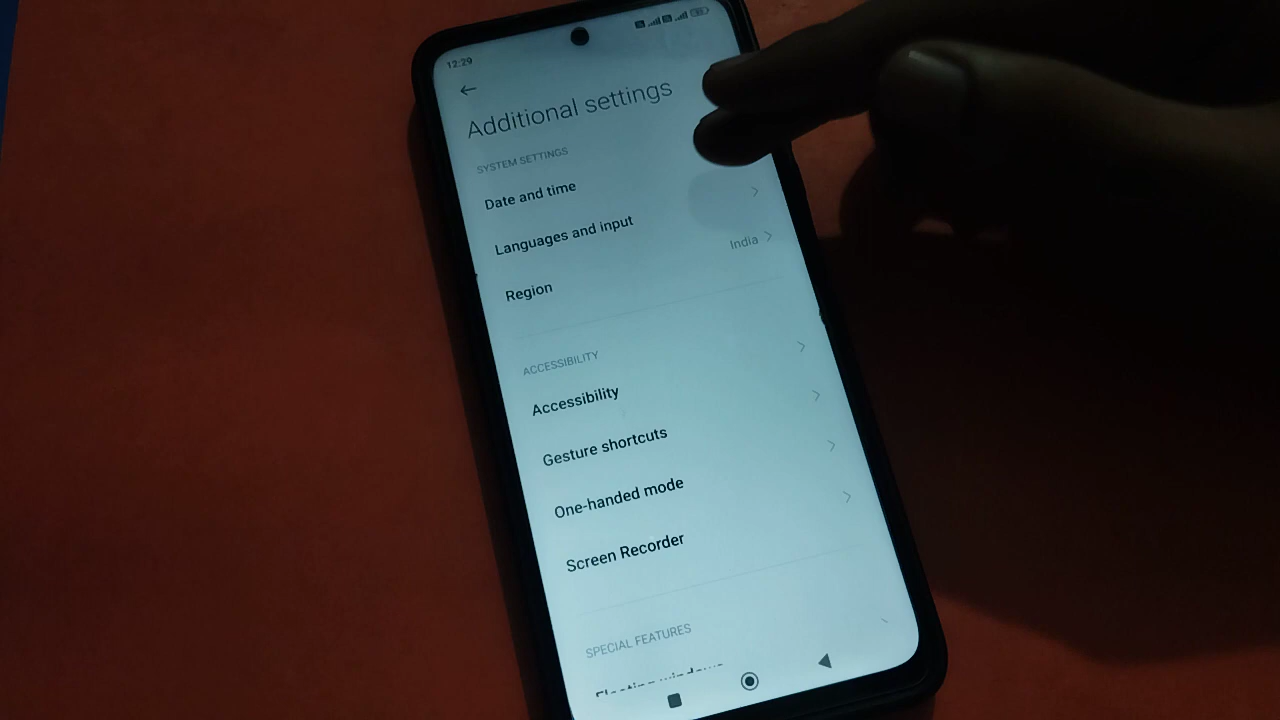 12:29
Additional settings
SYSTEM SETTINGS
Date and time
Languages and input
Region
India
ACCESSIBILITY
Accessibility
Gesture shortcuts
One-handed mode
Screen Recorder
SPECIAL FEATURES